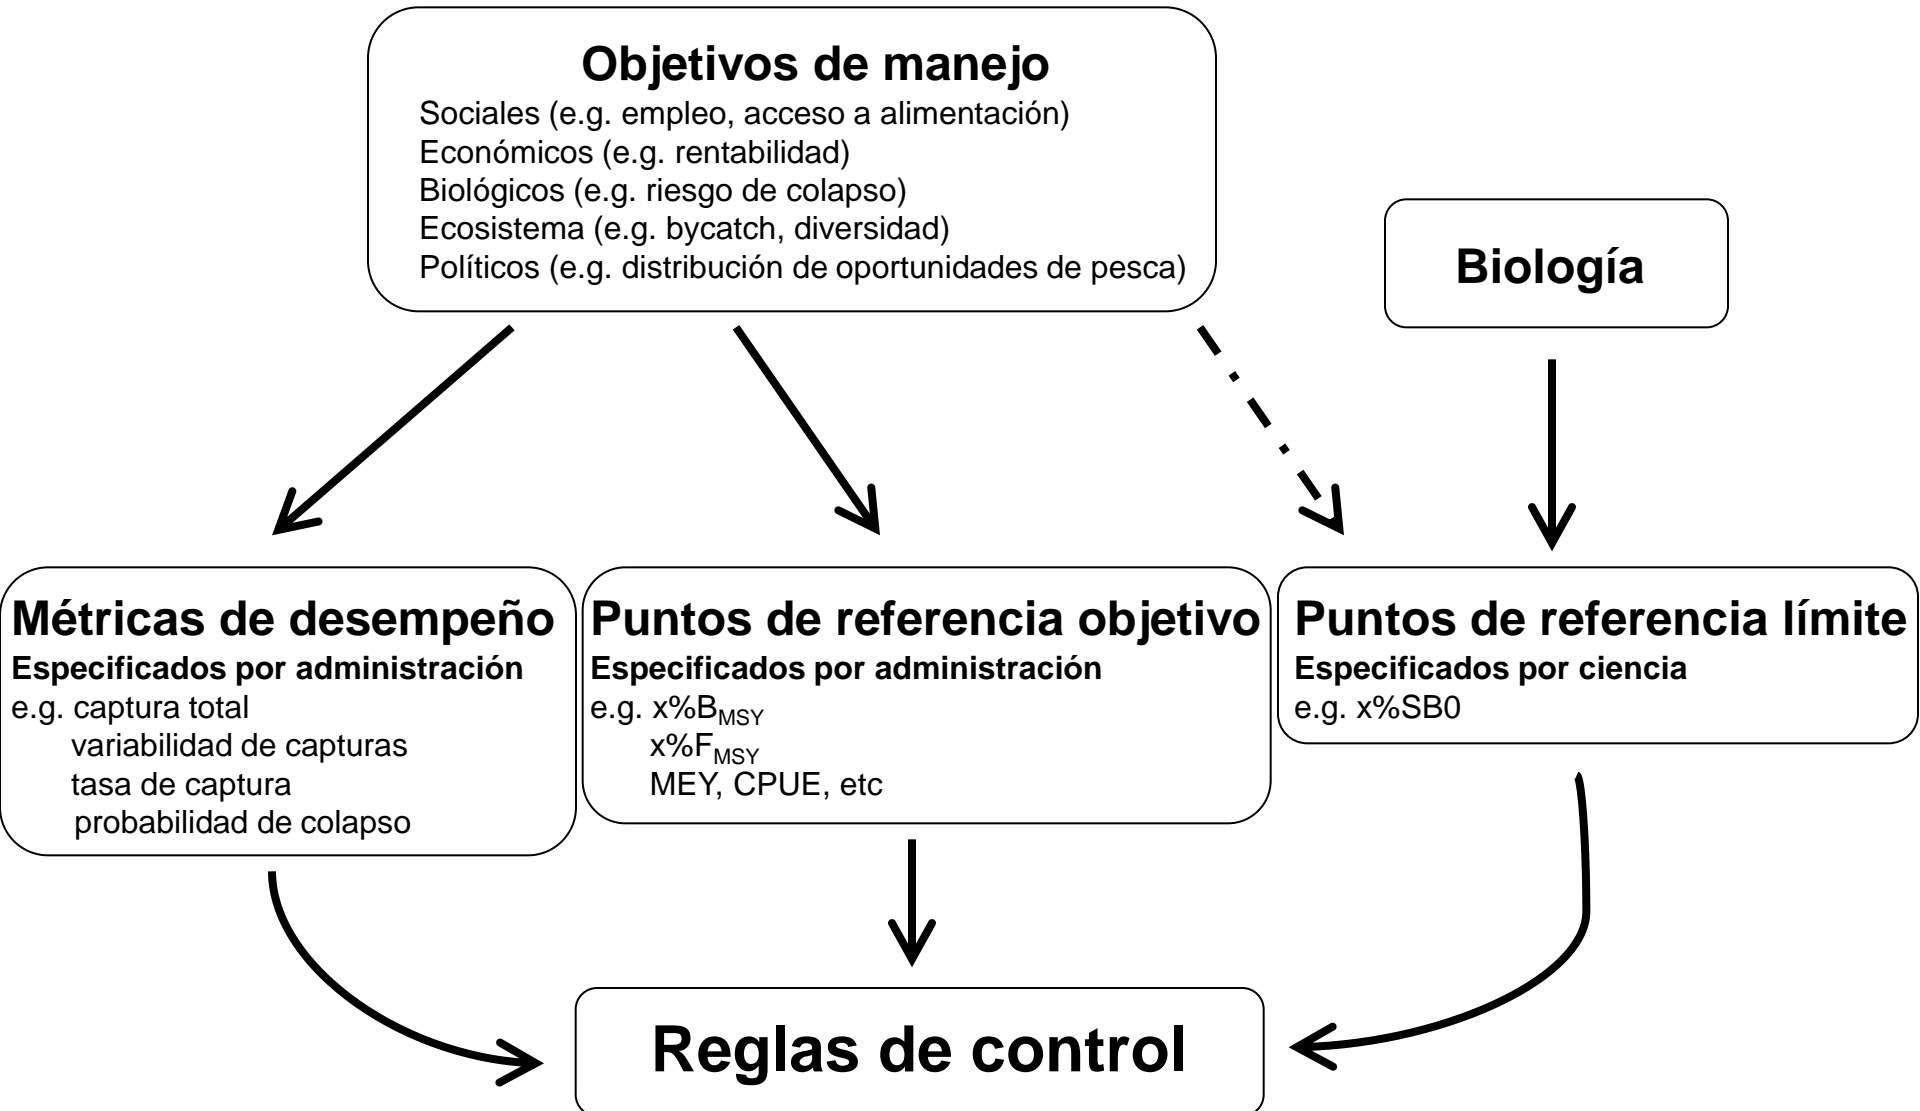 Objetivos de manejo
Sociales (e.g. empleo, acceso a alimentación)
Económicos (e.g. rentabilidad)
Biológicos (e.g. riesgo de colapso)
Ecosistema (e.g. bycatch, diversidad)
Políticos (e.g. distribución de oportunidades de pesca)
Biología
Métricas de desempeño
Especificados por administración
e.g. captura total
variabilidad de capturas
tasa de captura
probabilidad de colapso
Puntos de referencia objetivo
Especificados por administración
e.g. x%B_MSY
x%F_MSY
MEY, CPUE, etc
Puntos de referencia límite
Especificados por ciencia
e.g. x%SB0
Reglas de control